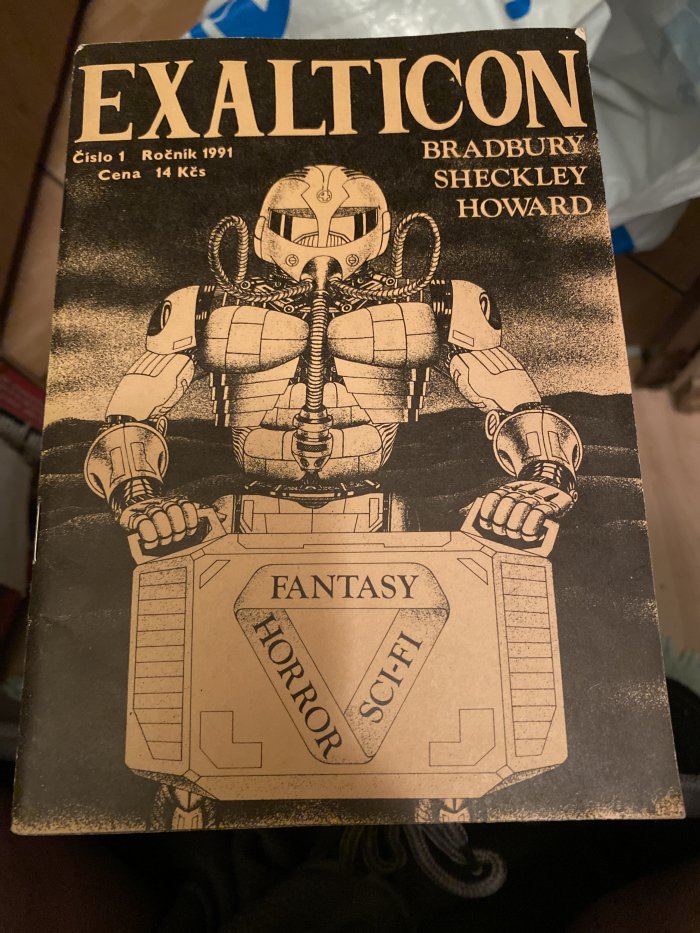 EXALTICON
Číslo 1 Ročník 1991
Cena 14 Kčs
BRADBURY
SHECKLEY
HOWARD
FANTASY
HORROR
SCI-FI